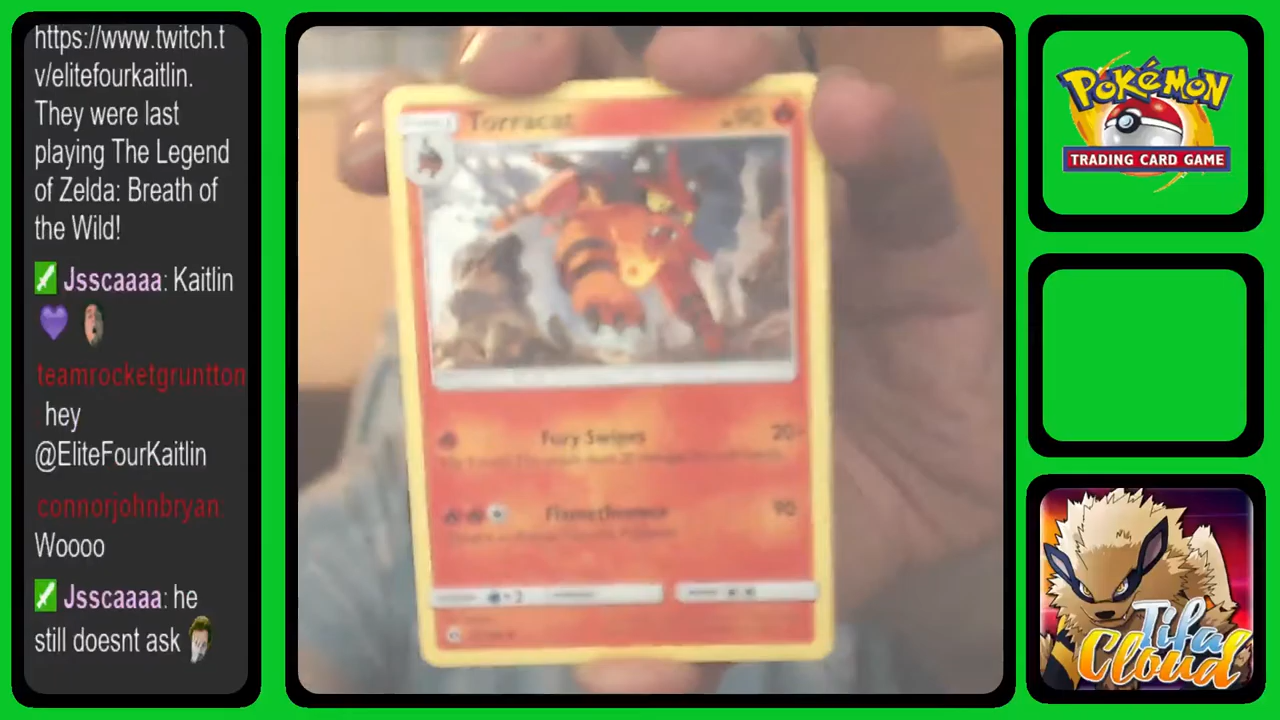 https://www.twitch.t
v/elitefourkaitlin.
They were last
playing The Legend
of Zelda: Breath of
the Wild!
Jsscaaaa: Kaitlin
teamrocketgruntton
hey
@EliteFourKaitlin
connorjohnbryan:
Woooo
Jsscaaaa: he
still doesnt ask
Torracat
90
Fury Swipes
20
Flamethrower
90
POKéMON
TRADING CARD GAME
Tifa
Cloud